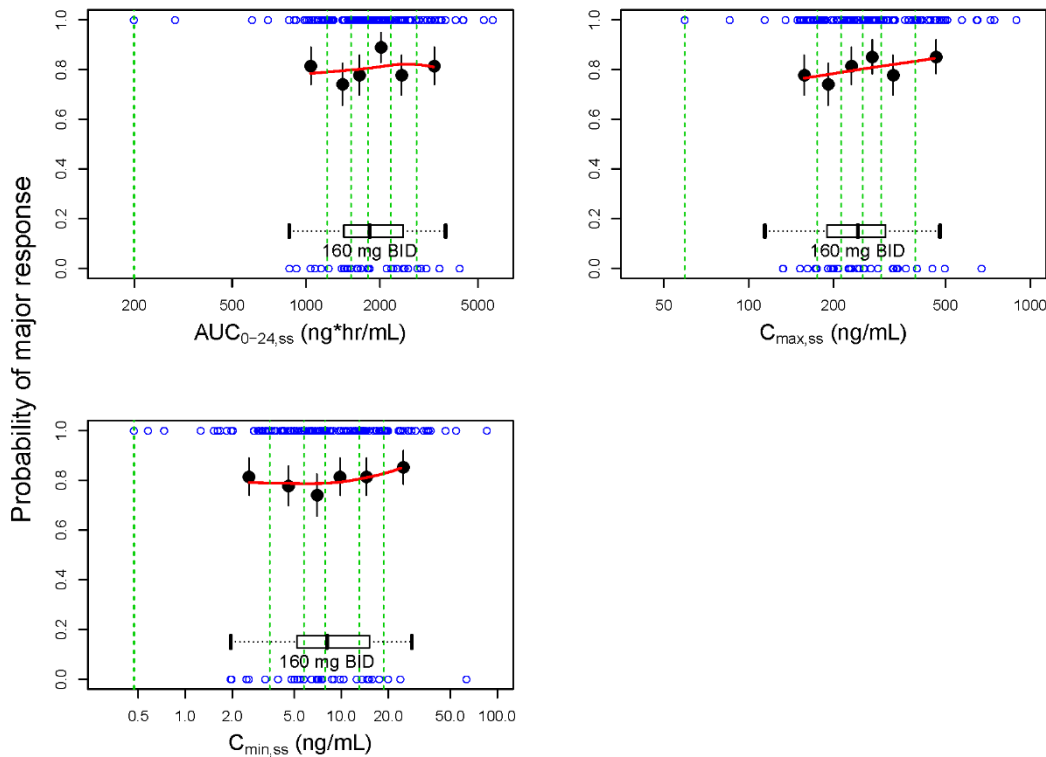 Probability of major response
1.0
0.8
0.6
0.4
0.2
0.0
160 mg BID
200 500 1000 2000 5000
AUC0−24,ss (ng*hr/mL)
1.0
0.8
0.6
0.4
0.2
0.0
160 mg BID
50 100 200 500 1000
Cmax,ss (ng/mL)
1.0
0.8
0.6
0.4
0.2
0.0
160 mg BID
0.5 1.0 2.0 5.0 10.0 20.0 50.0 100.0
Cmin,ss (ng/mL)